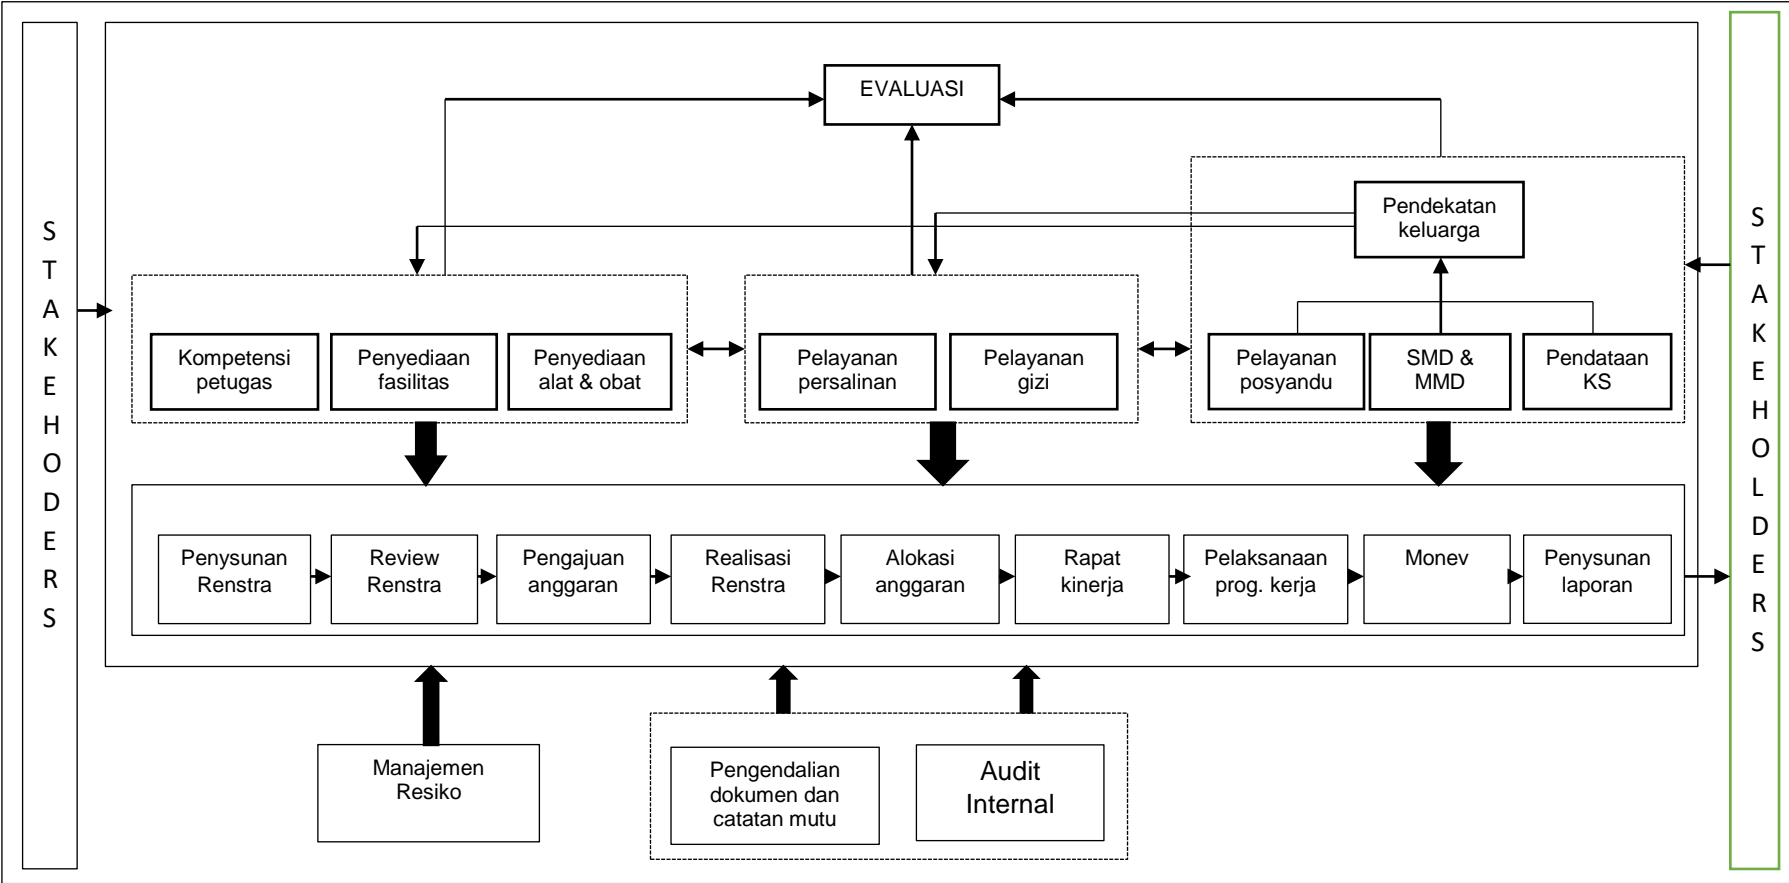 S
T
A
K
E
H
O
D
E
R
S
EVALUASI
Pendekatan
keluarga
Kompetensi
petugas
Penyediaan
fasilitas
Penyediaan
alat & obat
Pelayanan
persalinan
Pelayanan
gizi
Pelayanan
posyandu
SMD &
MMD
Pendataan
KS
Penysunan
Renstra
Review
Renstra
Pengajuan
anggaran
Realisasi
Renstra
Alokasi
anggaran
Rapat
kinerja
Pelaksanaan
prog. kerja
Monev
Penysunan
laporan
Manajemen
Resiko
Pengendalian
dokumen dan
catatan mutu
Audit
Internal
S
T
A
K
E
H
O
L
D
E
R
S